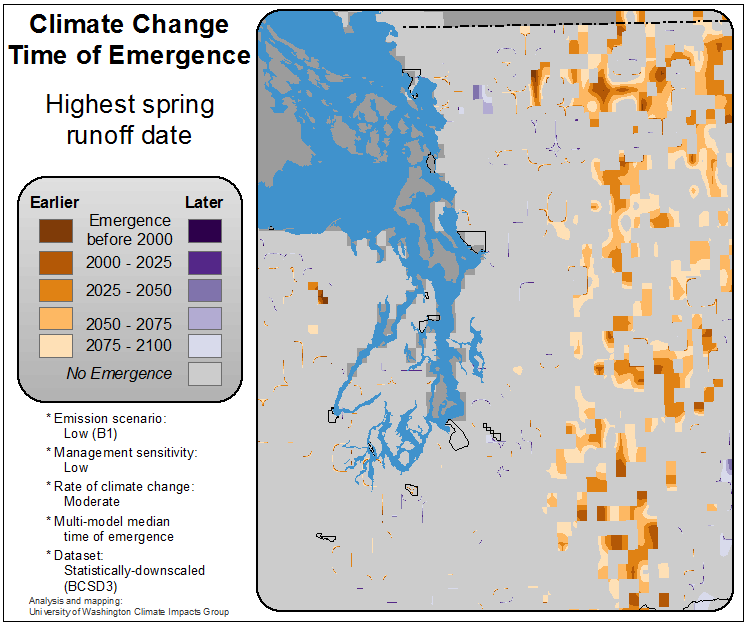 Climate Change
Time of Emergence
Highest spring
runoff date
Earlier
Later
Emergence
before 2000
2000 - 2025
2025 - 2050
2050 - 2075
2075 - 2100
No Emergence
* Emission scenario:
Low (B1)
* Management sensitivity:
Low
* Rate of climate change:
Moderate
* Multi-model median
time of emergence
* Dataset:
Statistically-downscaled
(BCSD3)
Analysis and mapping:
University of Washington Climate Impacts Group